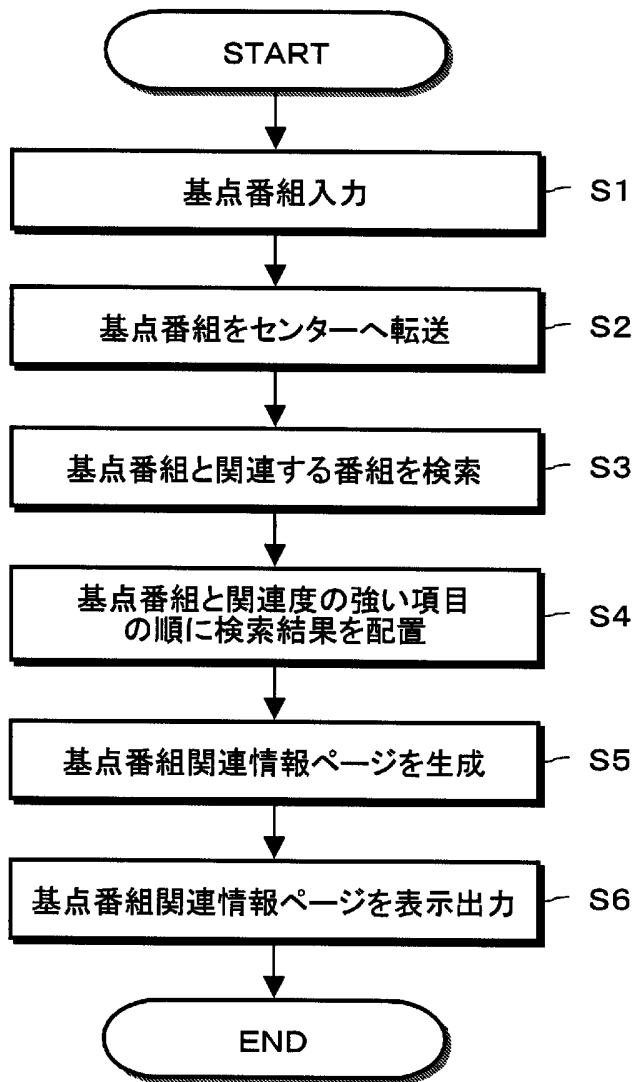 START
基点番組入力 S1
基点番組をセンターへ転送 S2
基点番組と関連する番組を検索 S3
基点番組と関連度の強い項目
の順に検索結果を配置 S4
基点番組関連情報ページを生成 S5
基点番組関連情報ページを表示出力 S6
END